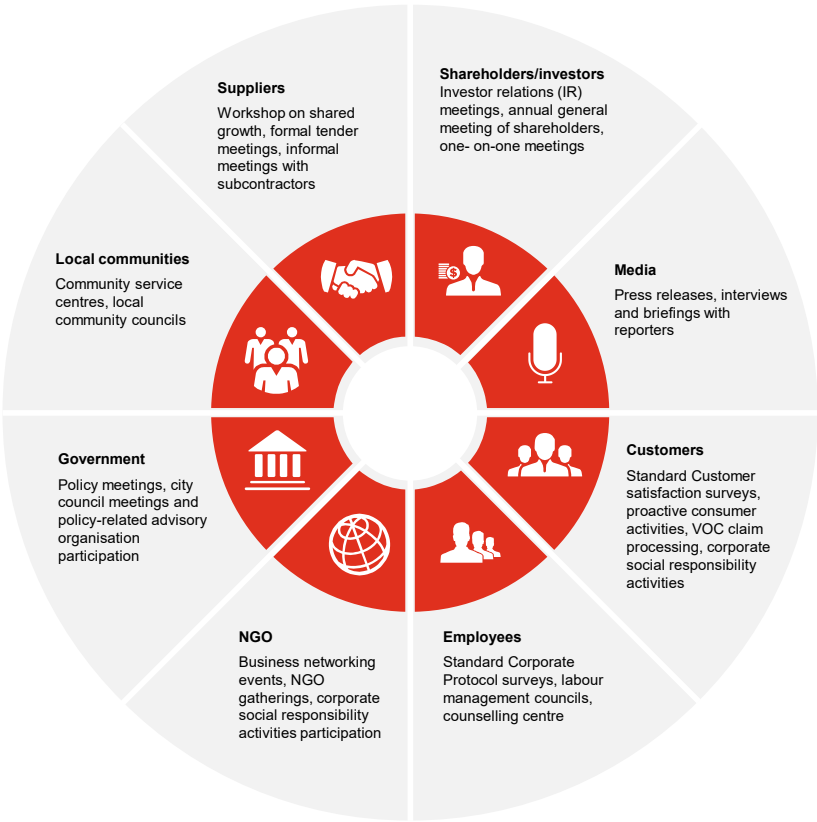 Suppliers
Workshop on shared
growth, formal tender
meetings, informal
meetings with
subcontractors
Shareholders/investors
Investor relations (IR)
meetings, annual general
meeting of shareholders,
one- on-one meetings
Local communities
Community service
centres, local
community councils
$
Media
Press releases, interviews
and briefings with
reporters
Government
Policy meetings, city
council meetings and
policy-related advisory
organisation
participation
Customers
Standard Customer
satisfaction surveys,
proactive consumer
activities, VOC claim
processing, corporate
social responsibility
activities
NGO
Business networking
events, NGO
gatherings, corporate
social responsibility
activities participation
Employees
Standard Corporate
Protocol surveys, labour
management councils,
counselling centre